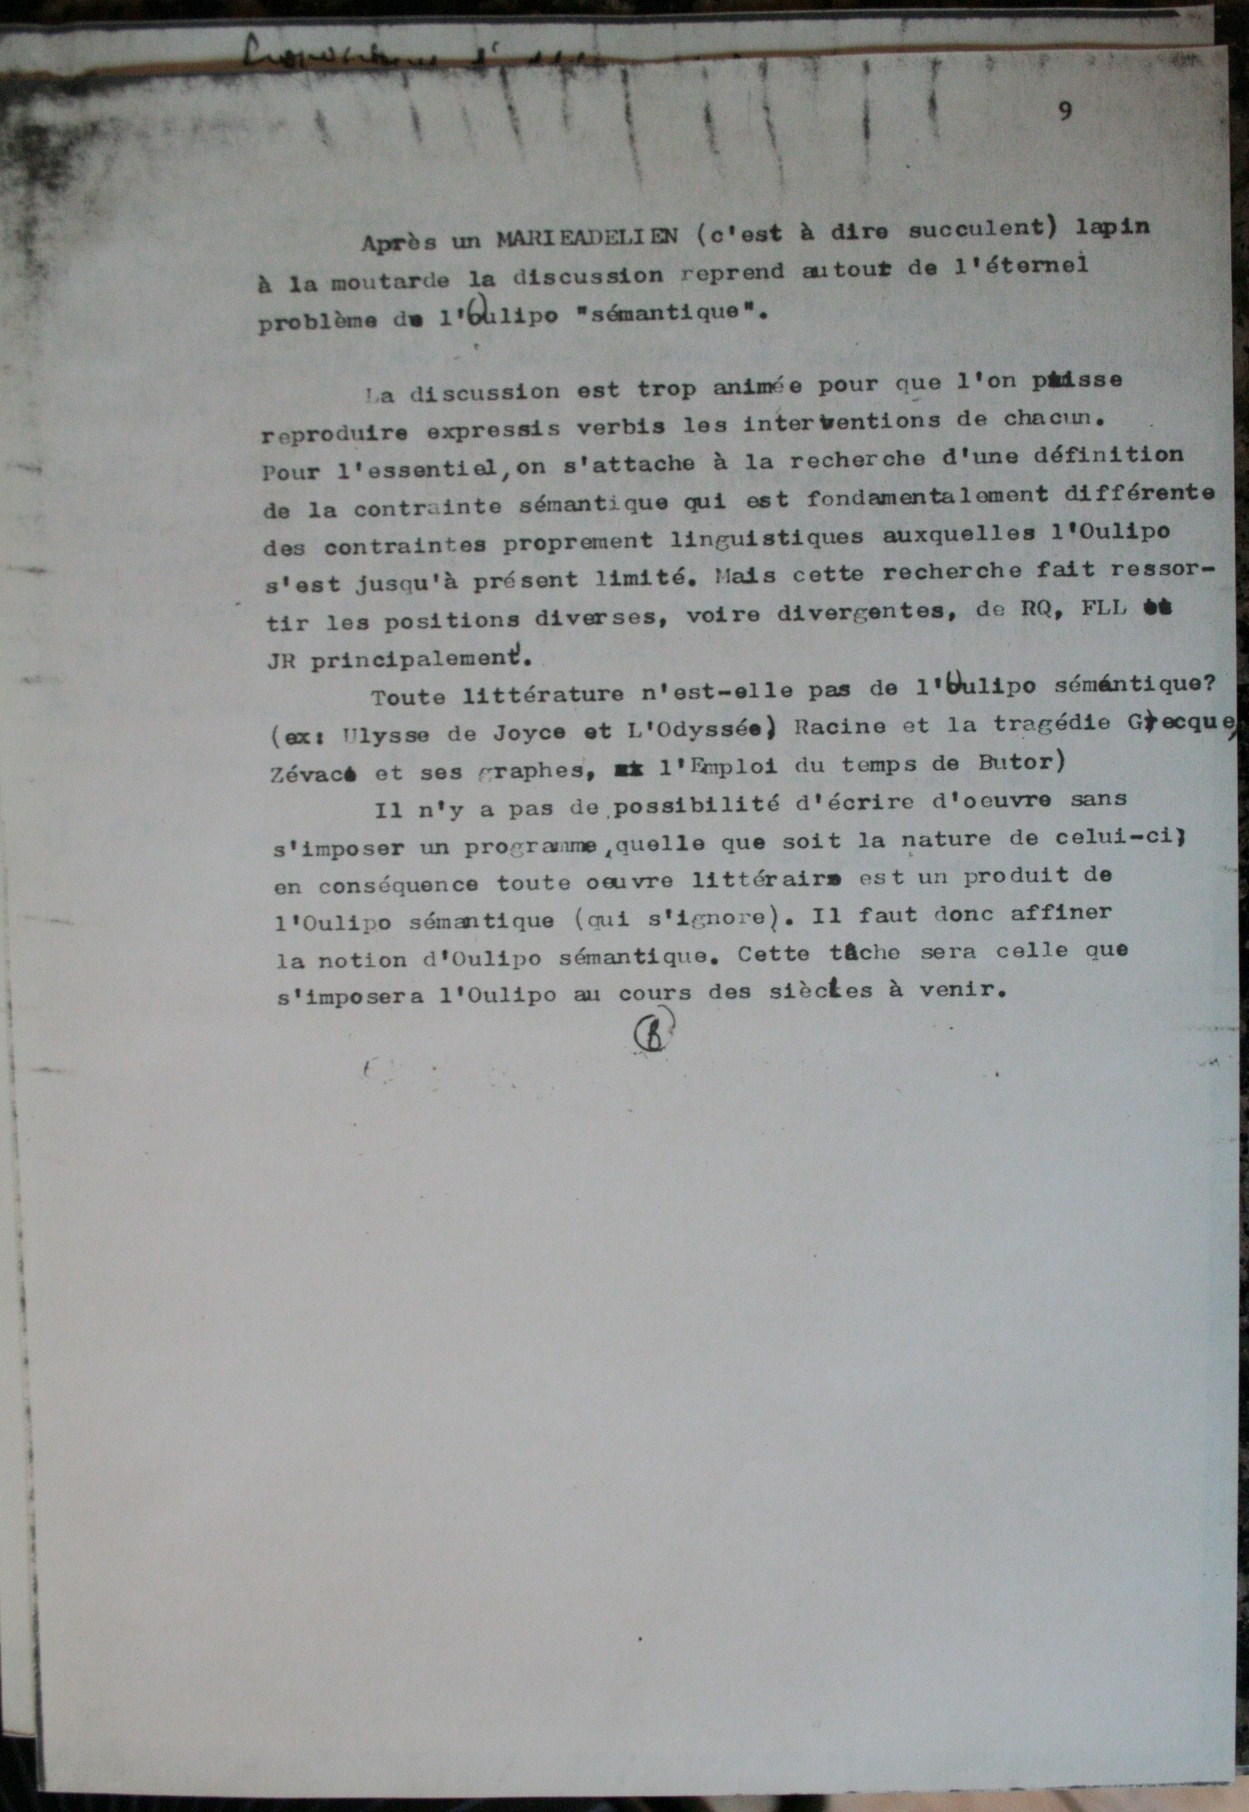 9
Après un MARIEADELIEN (c'est à dire succulent) lapin
à la moutarde la discussion reprend autour de l'éternel
problème de l'Oulipo "sémantique".
La discussion est trop animée pour que l'on puisse
reproduire expressis verbis les interventions de chacun.
Pour l'essentiel, on s'attache à la recherche d'une définition
de la contrainte sémantique qui est fondamentalement différente
des contraintes proprement linguistiques auxquelles l'Oulipo
s'est jusqu'à présent limité. Mais cette recherche fait ressor-
tir les positions diverses, voire divergentes, de RQ, FLL et
JR principalement.
Toute littérature n'est-elle pas de l'Oulipo sémantique?
(ex: Ulysse de Joyce et L'Odyssée, Racine et la tragédie Grecque,
Zévaco et ses graphes, l'Emploi du temps de Butor)
Il n'y a pas de possibilité d'écrire d'oeuvre sans
s'imposer un programme, quelle que soit la nature de celui-ci;
en conséquence toute oeuvre littéraire est un produit de
l'Oulipo sémantique (qui s'ignore). Il faut donc affiner
la notion d'Oulipo sémantique. Cette tâche sera celle que
s'imposera l'Oulipo au cours des siècles à venir.